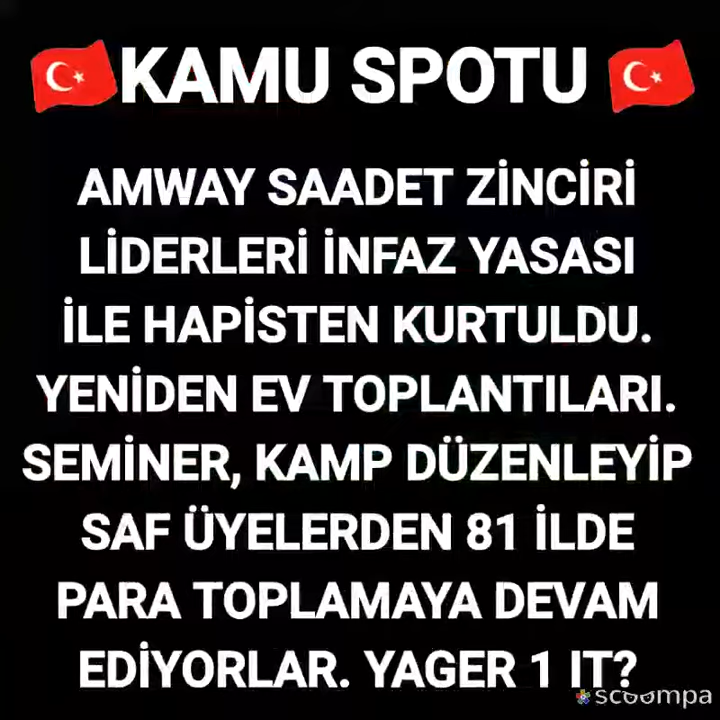 KAMU SPOTU
AMWAY SAADET ZİNCİRİ
LİDERLERİ İNFAZ YASASI
İLE HAPİSTEN KURTULDU.
YENİDEN EV TOPLANTILARI.
SEMİNER, KAMP DÜZENLEYİP
SAF ÜYELERDEN 81 İLDE
PARA TOPLAMAYA DEVAM
EDİYORLAR. YAGER 1 IT?
scoompa